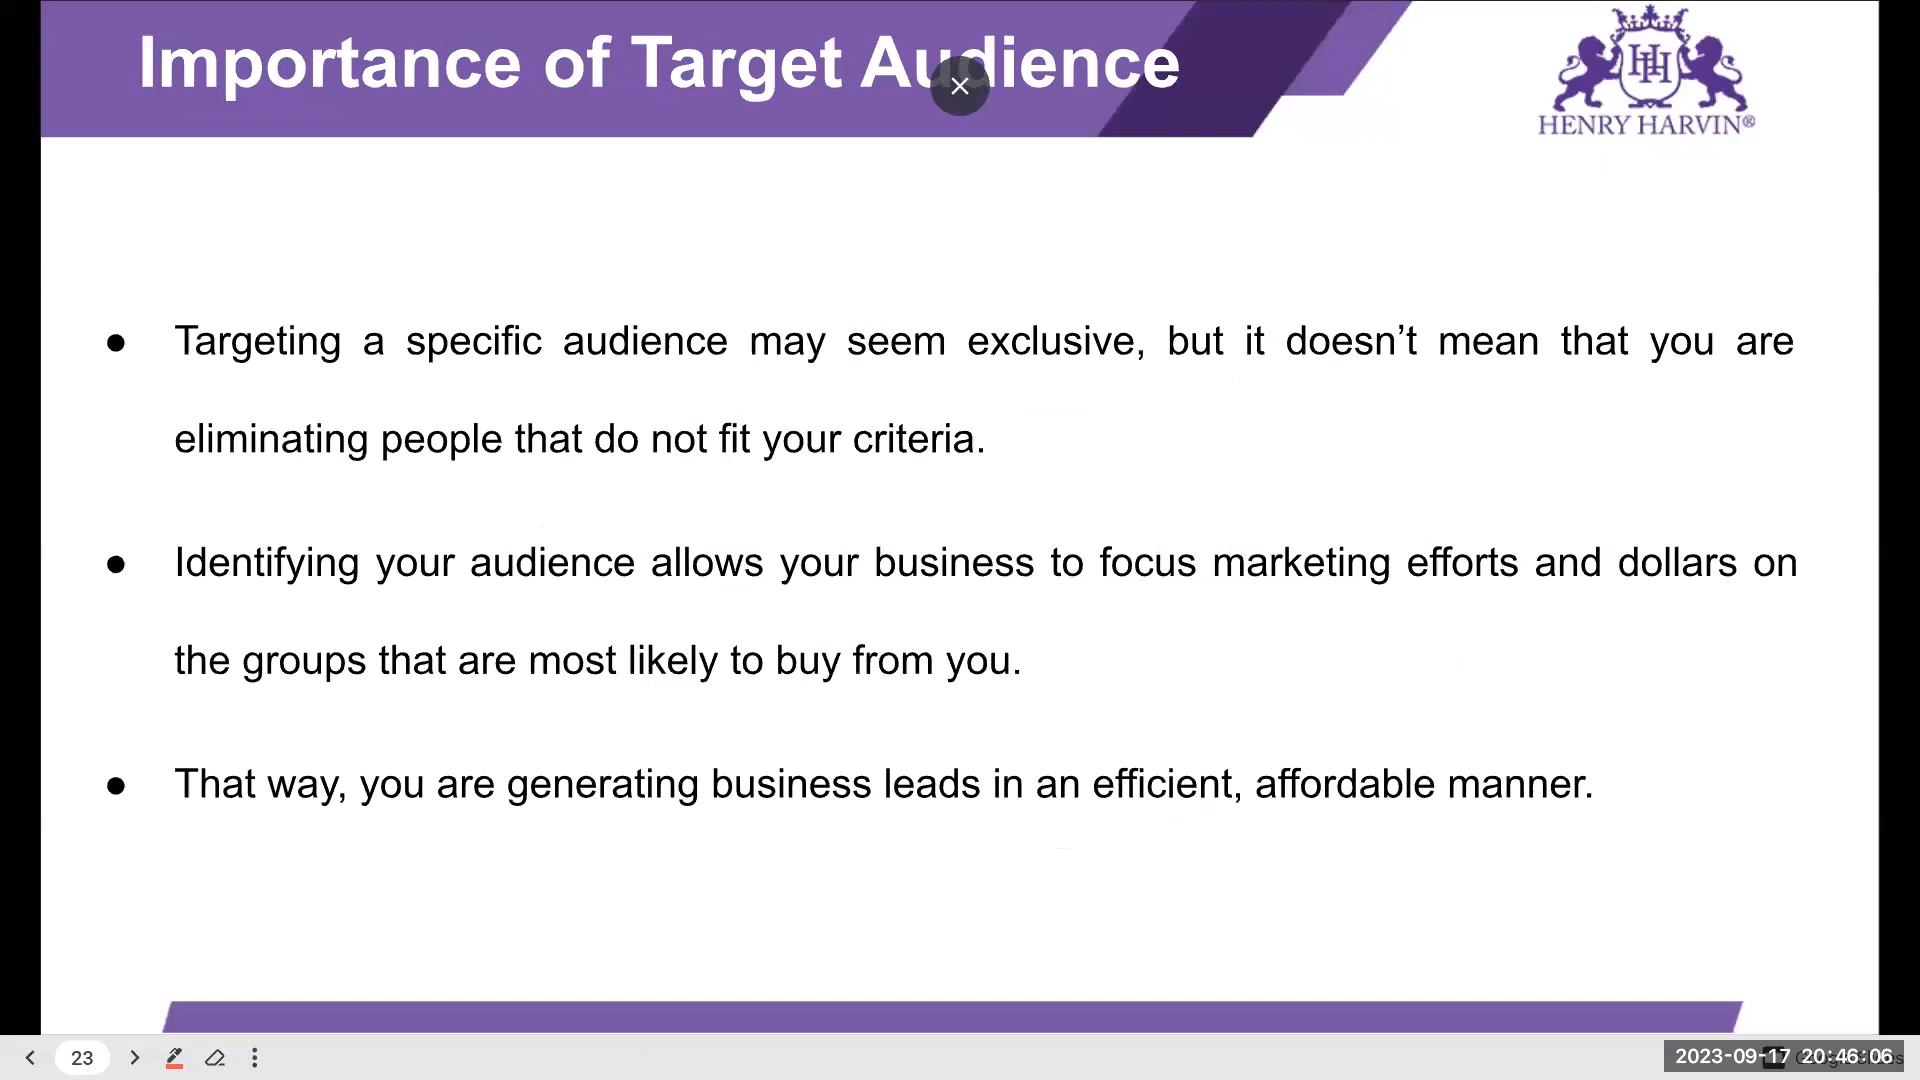 Importance of Target Audience
HENRY HARVIN®
● Targeting a specific audience may seem exclusive, but it doesn’t mean that you are
eliminating people that do not fit your criteria.
● Identifying your audience allows your business to focus marketing efforts and dollars on
the groups that are most likely to buy from you.
● That way, you are generating business leads in an efficient, affordable manner.
23
2023-09-17 20:46:06